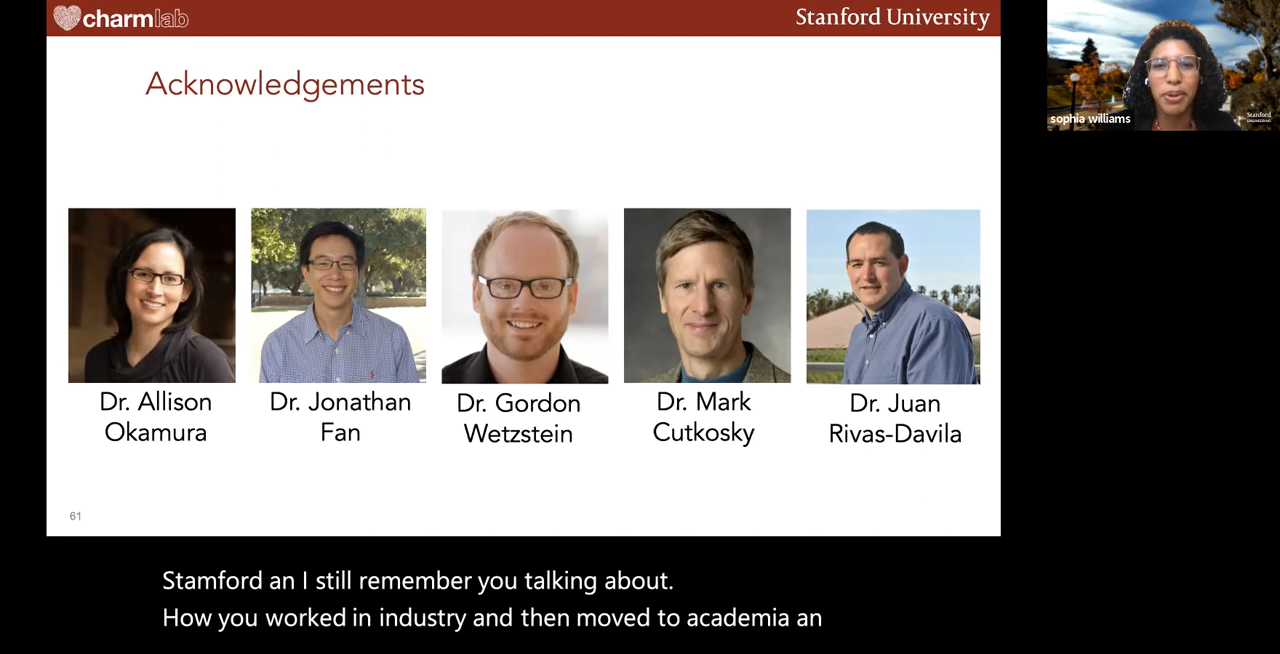 charmlab
Stanford University
Acknowledgements
sophia williams
Stanford
ENGINEERING
Dr. Allison
Okamura
Dr. Jonathan
Fan
Dr. Gordon
Wetzstein
Dr. Mark
Cutkosky
Dr. Juan
Rivas-Davila
61
Stamford an I still remember you talking about.
How you worked in industry and then moved to academia an